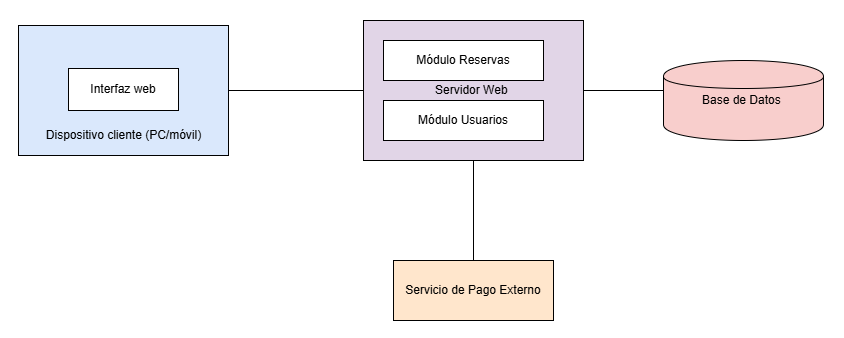 Interfaz web
Dispositivo cliente (PC/móvil)
Módulo Reservas
Servidor Web
Módulo Usuarios
Base de Datos
Servicio de Pago Externo